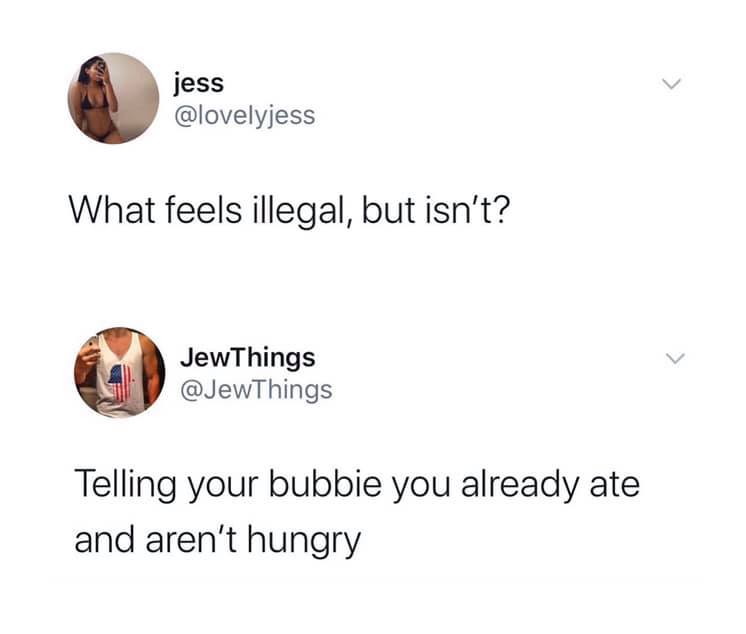 jess
@lovelyjess
What feels illegal, but isn’t?
JewThings
@JewThings
Telling your bubbie you already ate
and aren’t hungry